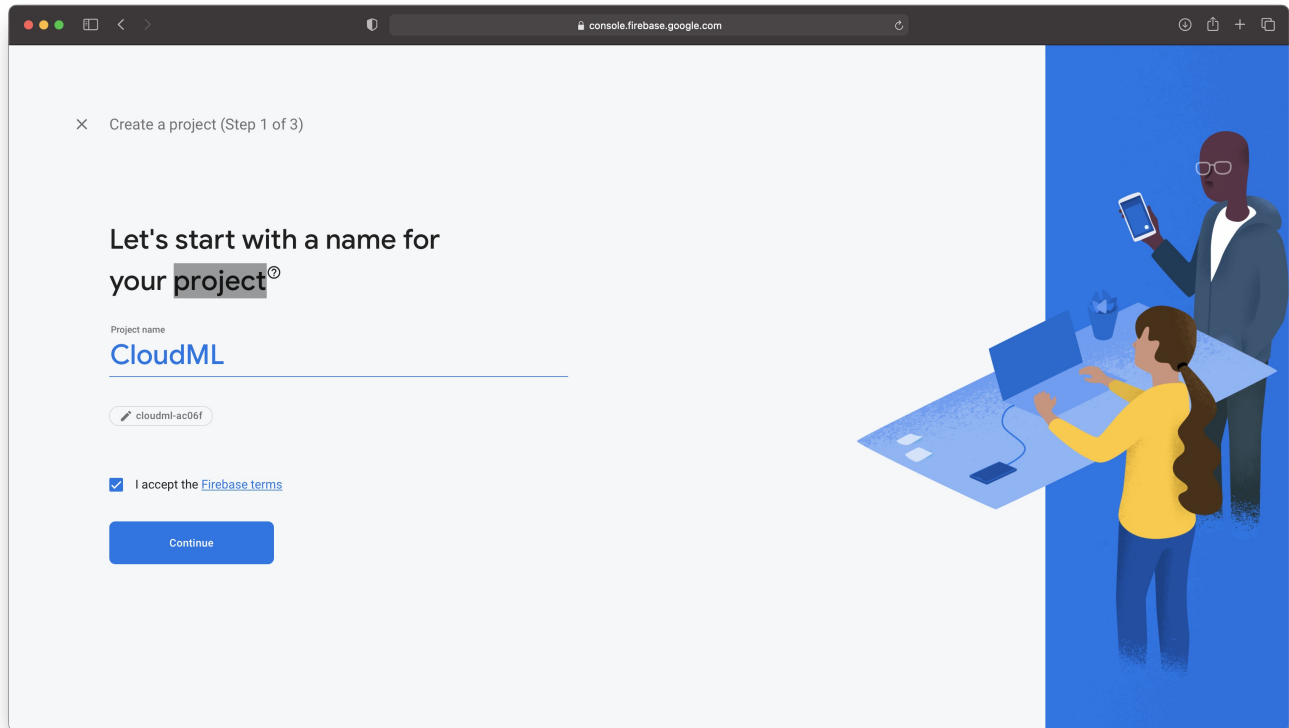 console.firebase.google.com
Create a project (Step 1 of 3)
Let's start with a name for
your project
Project name
CloudML
cloudml-ac06f
I accept the Firebase terms
Continue